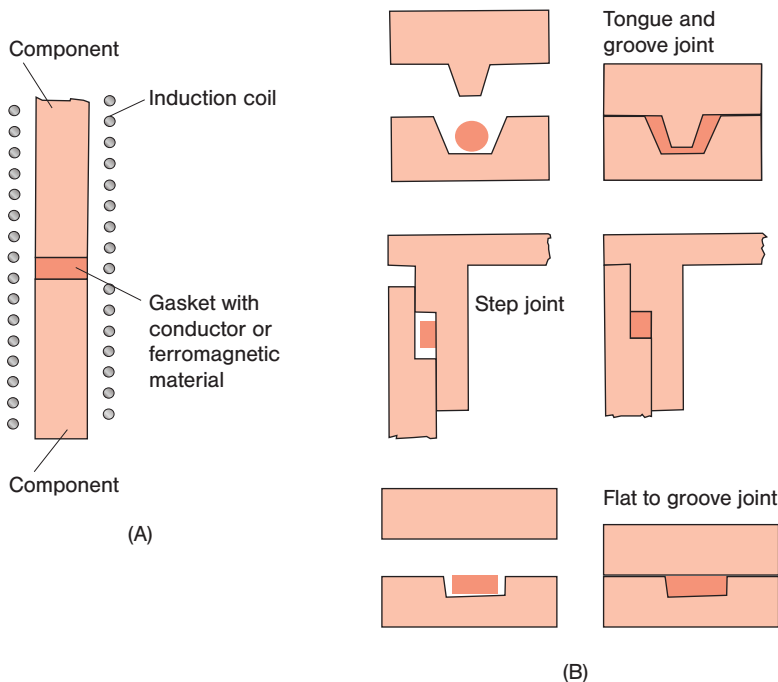 Component
Induction coil
Gasket with
conductor or
ferromagnetic
material
Component
(A)
Tongue and
groove joint
Step joint
Flat to groove joint
(B)